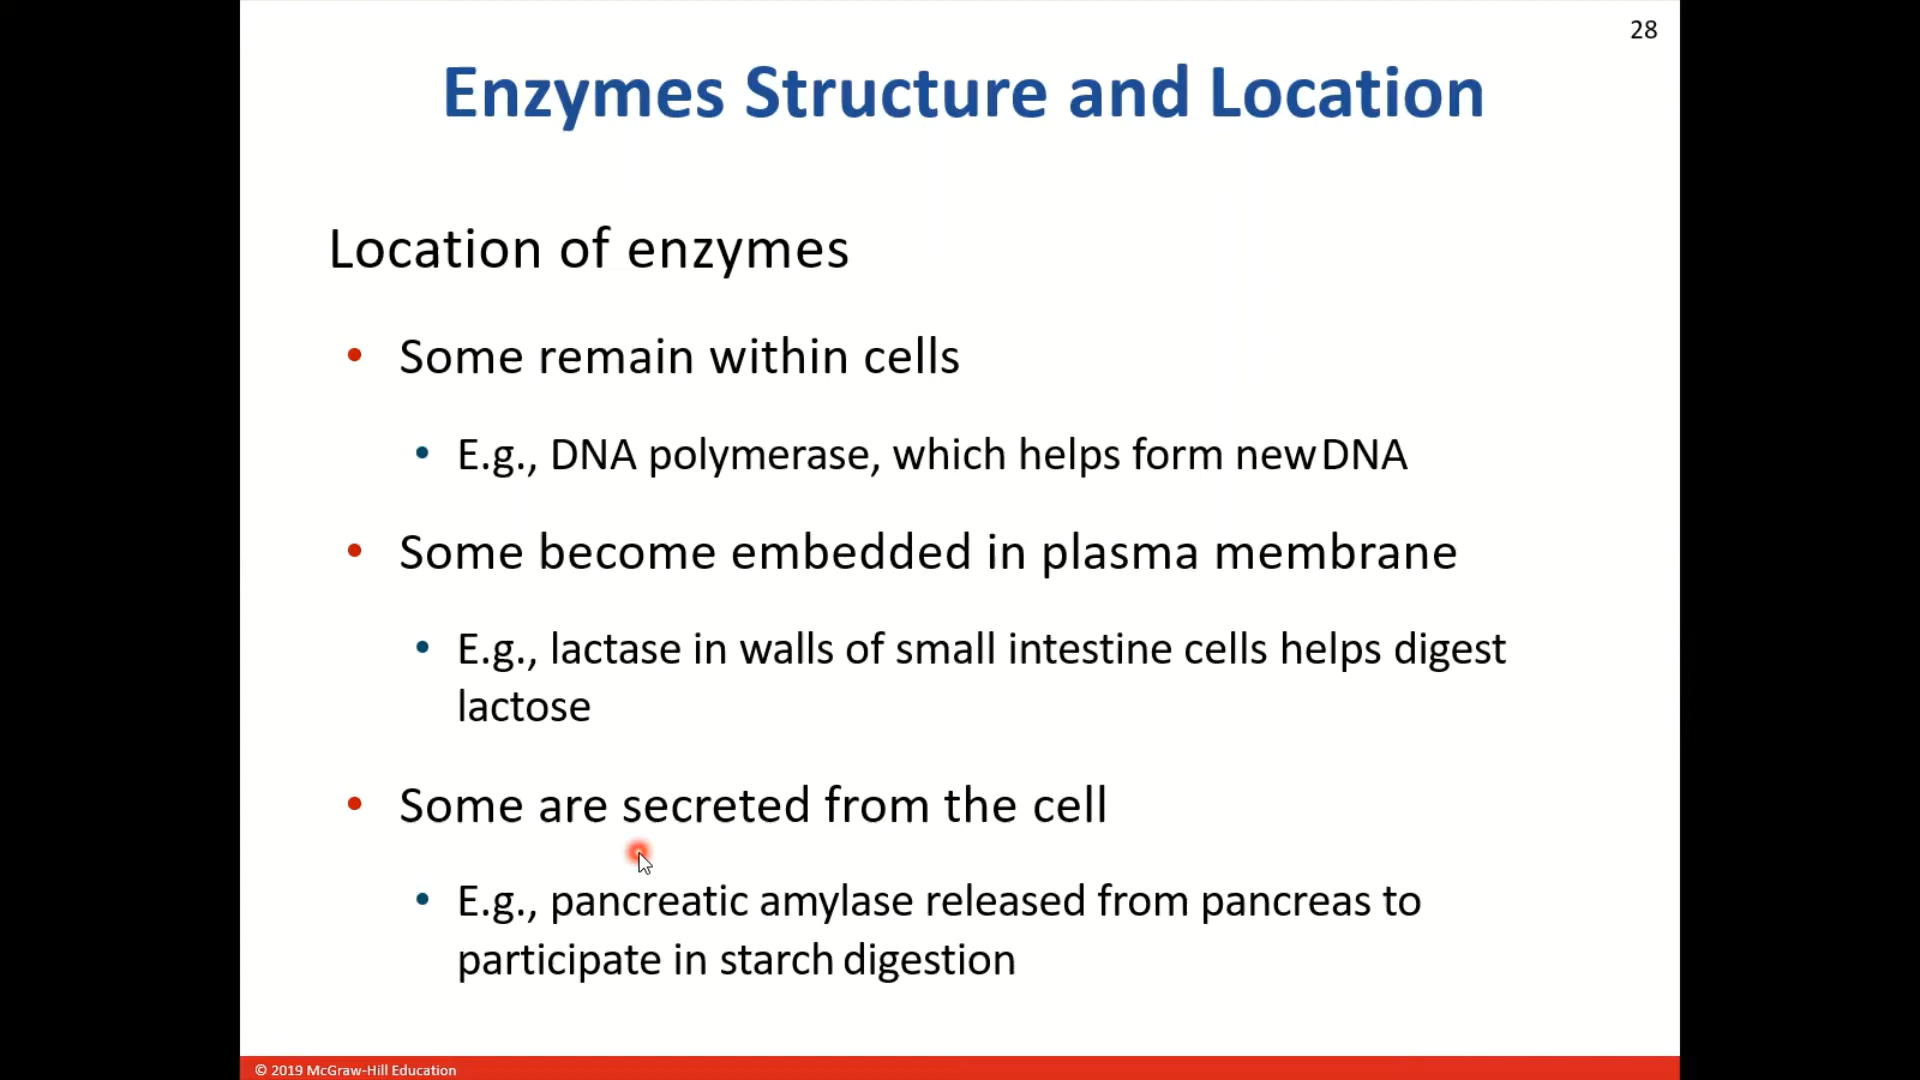 28
Enzymes Structure and Location
Location of enzymes
• Some remain within cells
• E.g., DNA polymerase, which helps form new DNA
• Some become embedded in plasma membrane
• E.g., lactase in walls of small intestine cells helps digest
lactose
• Some are secreted from the cell
• E.g., pancreatic amylase released from pancreas to
participate in starch digestion
© 2019 McGraw-Hill Education